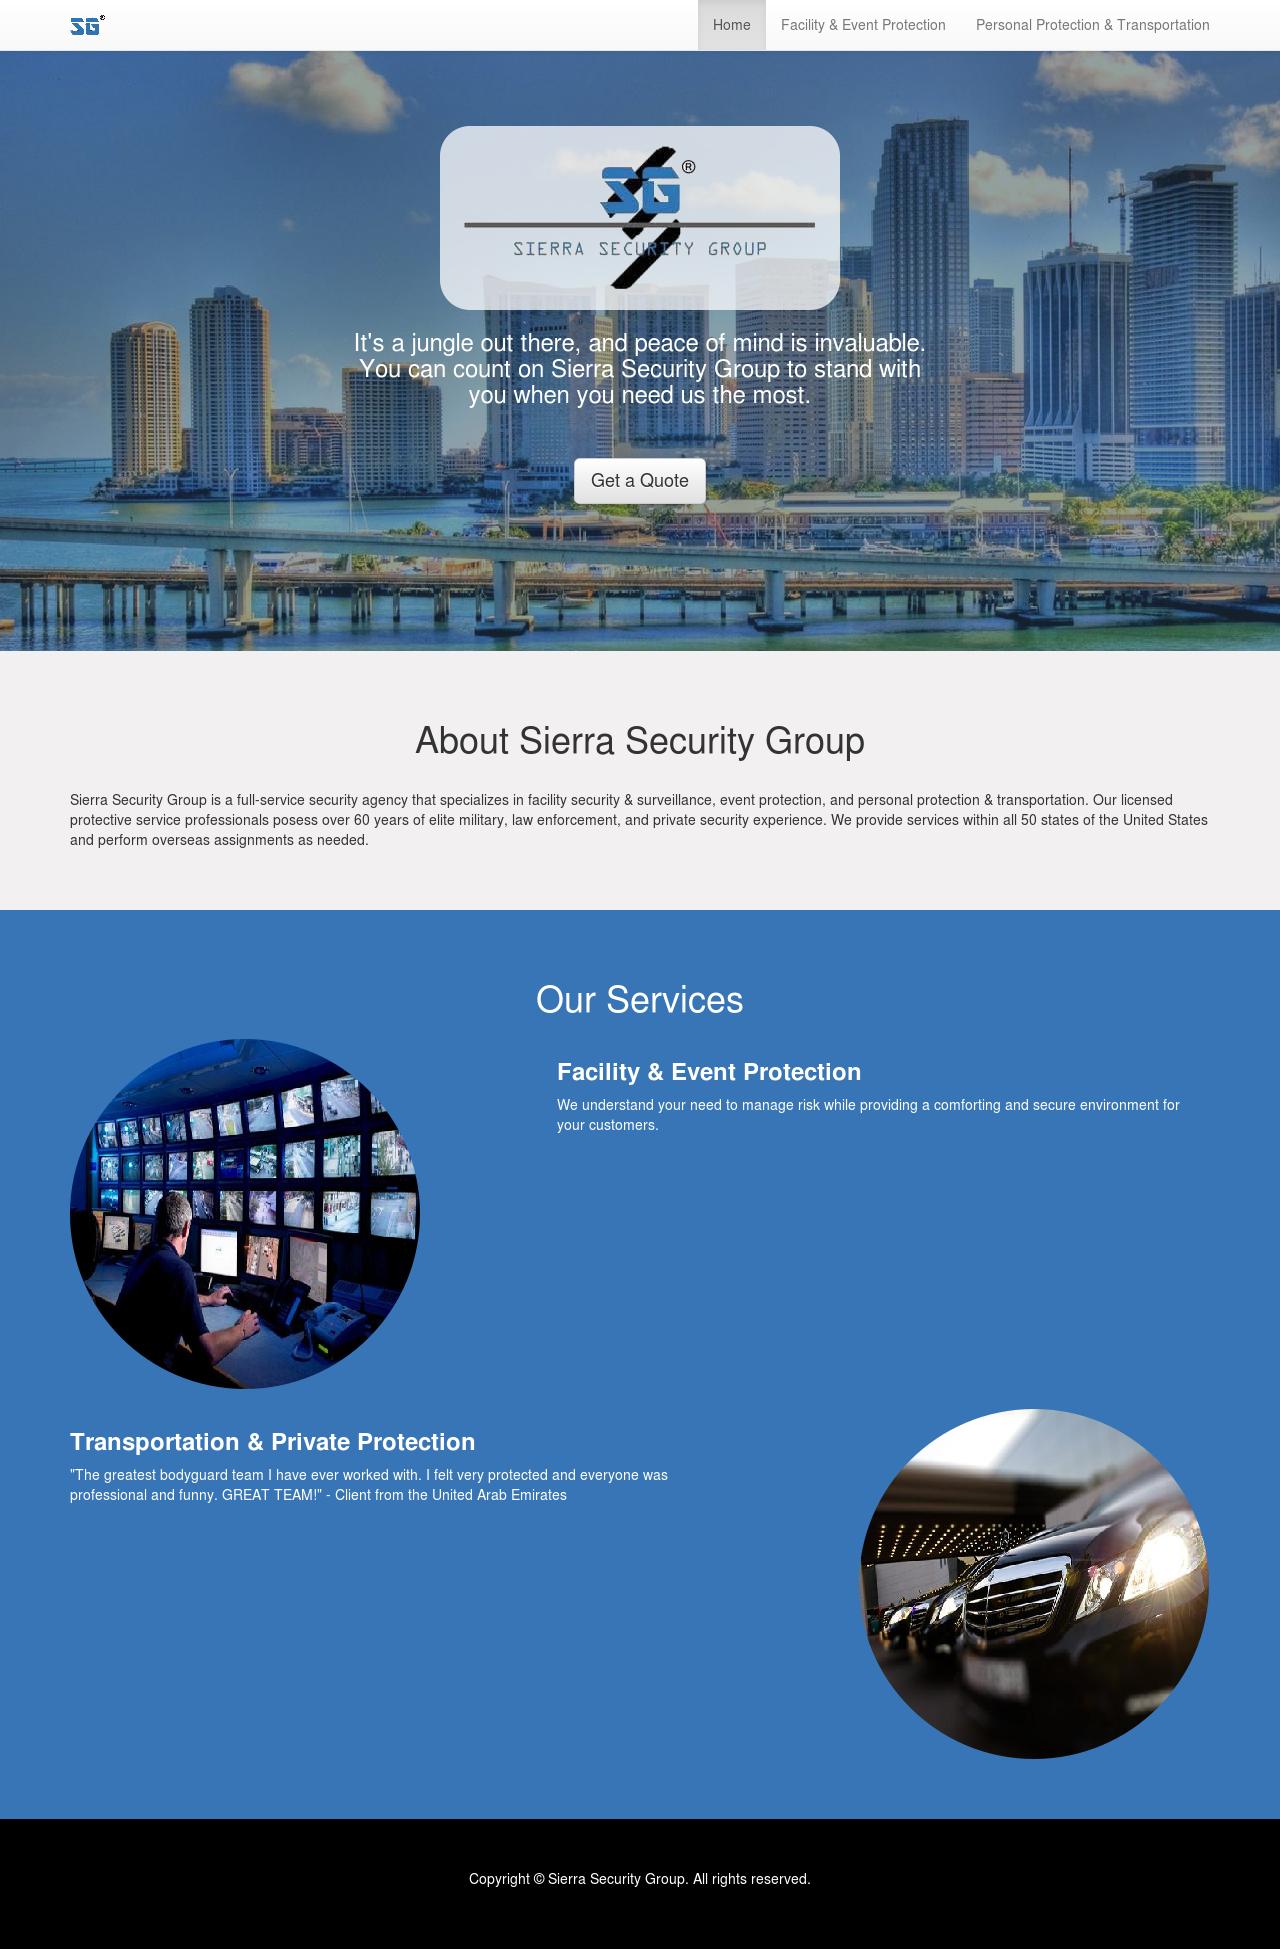 SG®
Home
Facility & Event Protection
Personal Protection & Transportation
SG®
SIERRA SECURITY GROUP
It's a jungle out there, and peace of mind is invaluable.
You can count on Sierra Security Group to stand with
you when you need us the most.
Get a Quote
About Sierra Security Group
Sierra Security Group is a full-service security agency that specializes in facility security & surveillance, event protection, and personal protection & transportation. Our licensed
protective service professionals posess over 60 years of elite military, law enforcement, and private security experience. We provide services within all 50 states of the United States
and perform overseas assignments as needed.
Our Services
Facility & Event Protection
We understand your need to manage risk while providing a comforting and secure environment for
your customers.
Transportation & Private Protection
"The greatest bodyguard team I have ever worked with. I felt very protected and everyone was
professional and funny. GREAT TEAM!" - Client from the United Arab Emirates
Copyright © Sierra Security Group. All rights reserved.